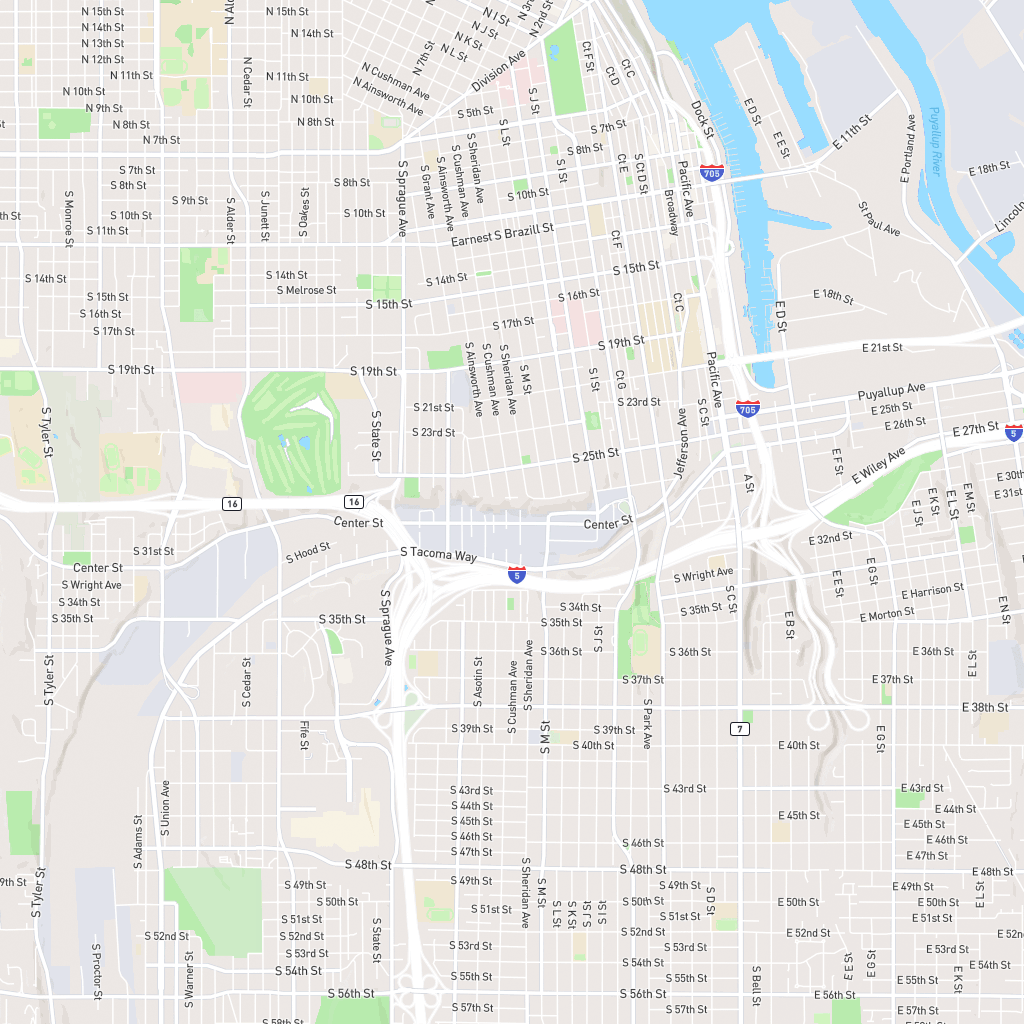 N 15th St
N 15th St
N I St
N 2nd St
N 14th St
N 14th St
N J St
Ct F St
Ct C
N 13th St
N K St
N 12th St
N L St
N 7th St
Ct D
N 11th St
N 11th St
N Cedar St
N Cushman Ave
Division Ave
N 10th St
N 10th St
N Ainsworth Ave
S J St
Dock St
E D St
Puyallup River
N 9th St
S 5th St
N 8th St
N 8th St
S L St
S 7th St
E 11th St
E Portland Ave
N 7th St
E E St
S 8th St
S 7th St
S Sheridan Ave
S Cushman Ave
S I St
Ct E
S Ct D St
Pacific Ave
705
E 18th St
S 8th St
S 8th St
S Grant Ave
S Ainsworth Ave
S 10th St
S Monroe St
S 9th St
S Alder St
S Junett St
S Oakes St
S Sprague Ave
Broadway
S 10th St
S 10th St
St Paul Ave
Lincoln
S 11th St
Earnest S Brazill St
Ct F
S 14th St
S 14th St
S 14th St
S 15th St
S Melrose St
S 15th St
S 15th St
S 16th St
Ct C
E 18th St
S 16th St
E D St
S 17th St
S 17th St
S 19th St
E 21st St
S 19th St
S 19th St
S Ainsworth Ave
S Cushman Ave
S Sheridan Ave
S M St
S I St
Ct G
Pacific Ave
Puyallup Ave
S 21st St
S 23rd St
S C St
705
E 25th St
E 26th St
S Tyler St
S State St
S 23rd St
Jefferson Ave
E 27th St
5
S 25th St
E F St
E Wiley Ave
A St
E 30th
E 31st
16
16
E J St
E K St
E L St
E M St
Center St
Center St
E 32nd St
S 31st St
S Hood St
S Tacoma Way
Center St
5
S Wright Ave
E E St
E G St
S Wright Ave
S C St
E Harrison St
S 34th St
S 34th St
S 35th St
E Morton St
E N St
S 35th St
S 35th St
S 35th St
S Sprague Ave
S J St
E B St
S 36th St
S 36th St
E 36th St
S Tyler St
S Cedar St
S Asotin St
S Cushman Ave
S Sheridan Ave
E L St
S 37th St
E 37th St
S Park Ave
E 38th St
Fife St
S 39th St
S M St
S 39th St
7
E G St
S 40th St
E 40th St
S 43rd St
S 43rd St
E 43rd St
S Union Ave
S 44th St
E 44th St
S 45th St
E 45th St
E 45th St
S Adams St
S 46th St
S 46th St
E 46th St
S 47th St
E 47th St
S 48th St
S 48th St
E 48th St
S Sheridan Ave
9th St
S 49th St
S 49th St
S 49th St
E 49th St
S Tyler St
S M St
S D St
E L St
S 50th St
S 50th St
E 50th St
E 50th St
S 51st St
S 51st St
S L St
S K St
S J St
S I St
S 51st St
E 51st St
S State St
S 52nd St
S 52nd St
S 52nd St
E 52nd St
E 52n
S 53rd St
S 53rd St
S 53rd St
E 53rd St
S Proctor St
S Warner St
S 54th St
S 54th St
E 54th St
S Bell St
E E St
E G St
E K St
S 55th St
S 55th St
E 55th St
S 56th St
S 56th St
E 56th St
S 57th St
S 57th St
E 57th St
S 58th St